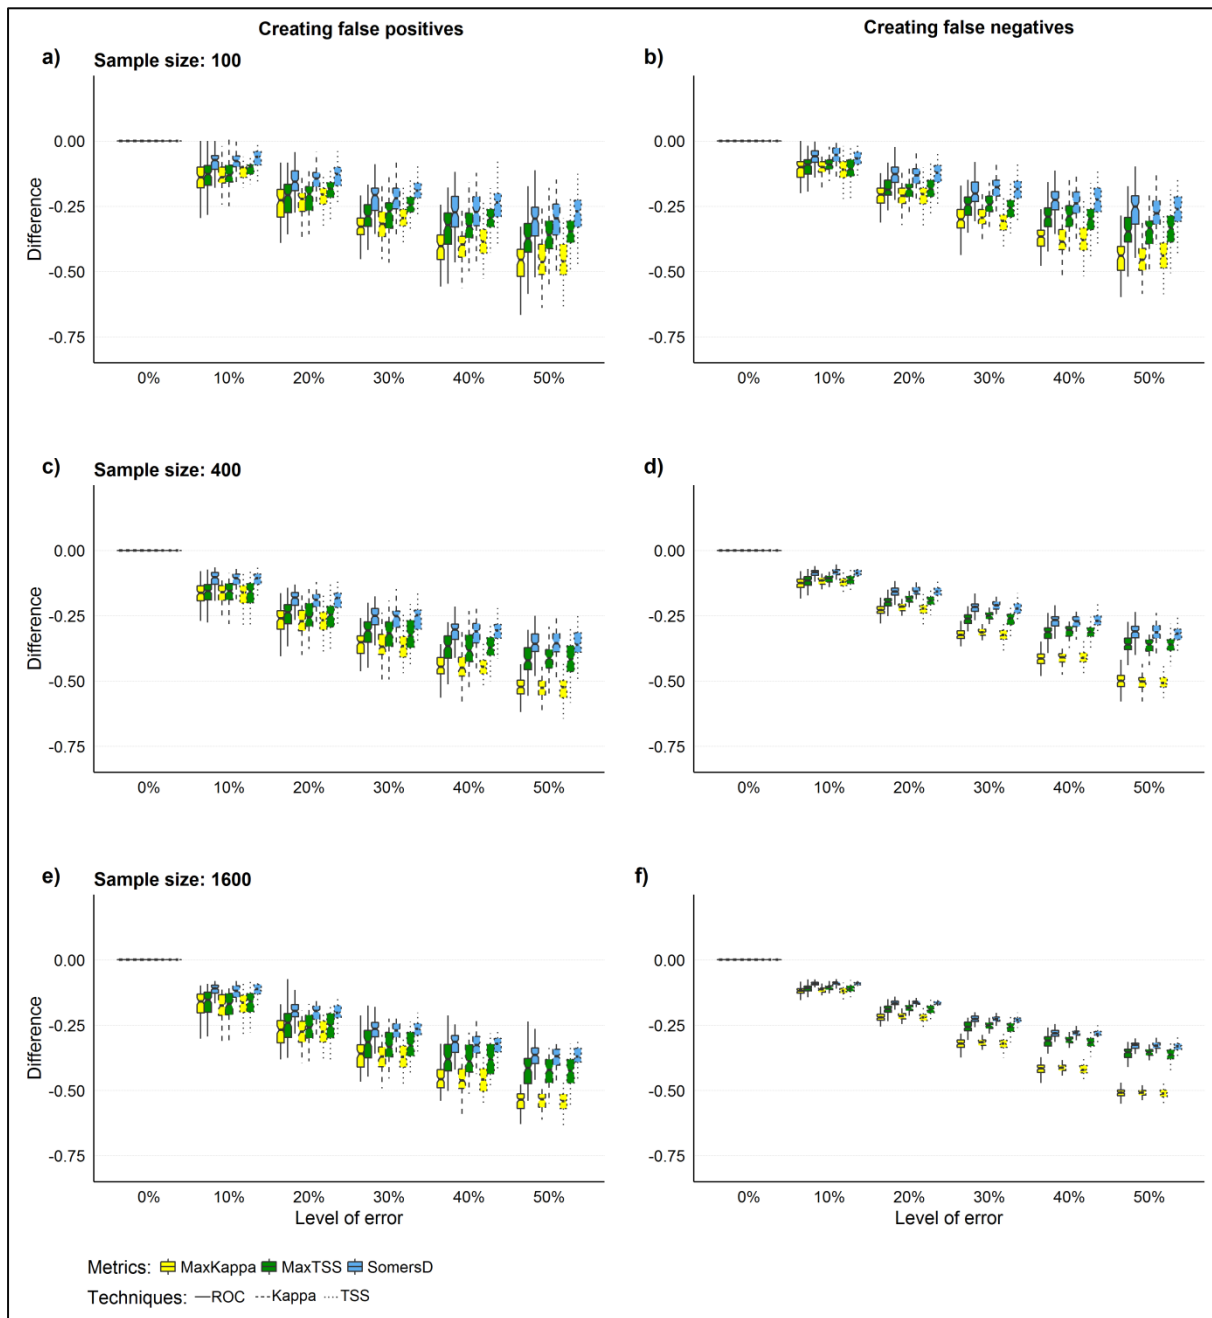 Creating false positives
Creating false negatives
a) Sample size: 100
b)
0.00
-0.25
-0.50
-0.75
Difference
0% 10% 20% 30% 40% 50%
0.00
-0.25
-0.50
-0.75
0% 10% 20% 30% 40% 50%
c) Sample size: 400
d)
0.00
-0.25
-0.50
-0.75
Difference
0% 10% 20% 30% 40% 50%
0.00
-0.25
-0.50
-0.75
0% 10% 20% 30% 40% 50%
e) Sample size: 1600
f)
0.00
-0.25
-0.50
-0.75
Difference
0% 10% 20% 30% 40% 50%
Level of error
0.00
-0.25
-0.50
-0.75
0% 10% 20% 30% 40% 50%
Level of error
Metrics: MaxKappa MaxTSS SomersD
Techniques: ROC Kappa TSS